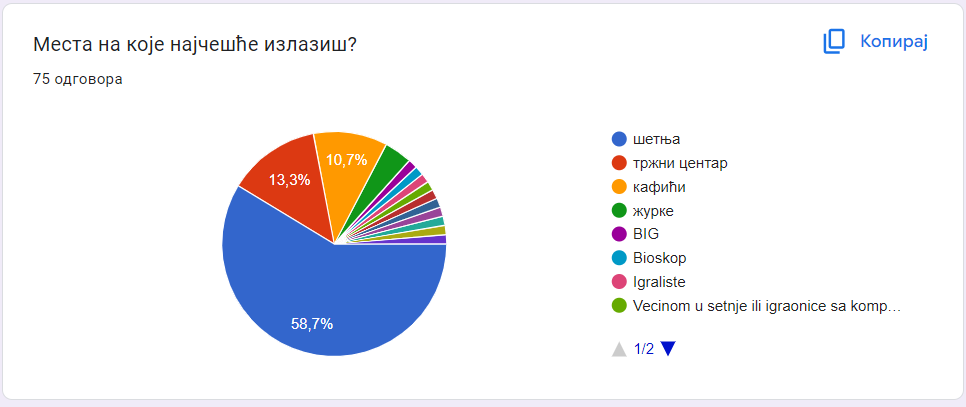 Места на које најчешће излазиш?
Копирај
75 одговора
58,7%
13,3%
10,7%
шетња
тржни центар
кафићи
журке
BIG
Bioskop
Igraliste
Vecinom u setnje ili igraonice sa komp…
1/2